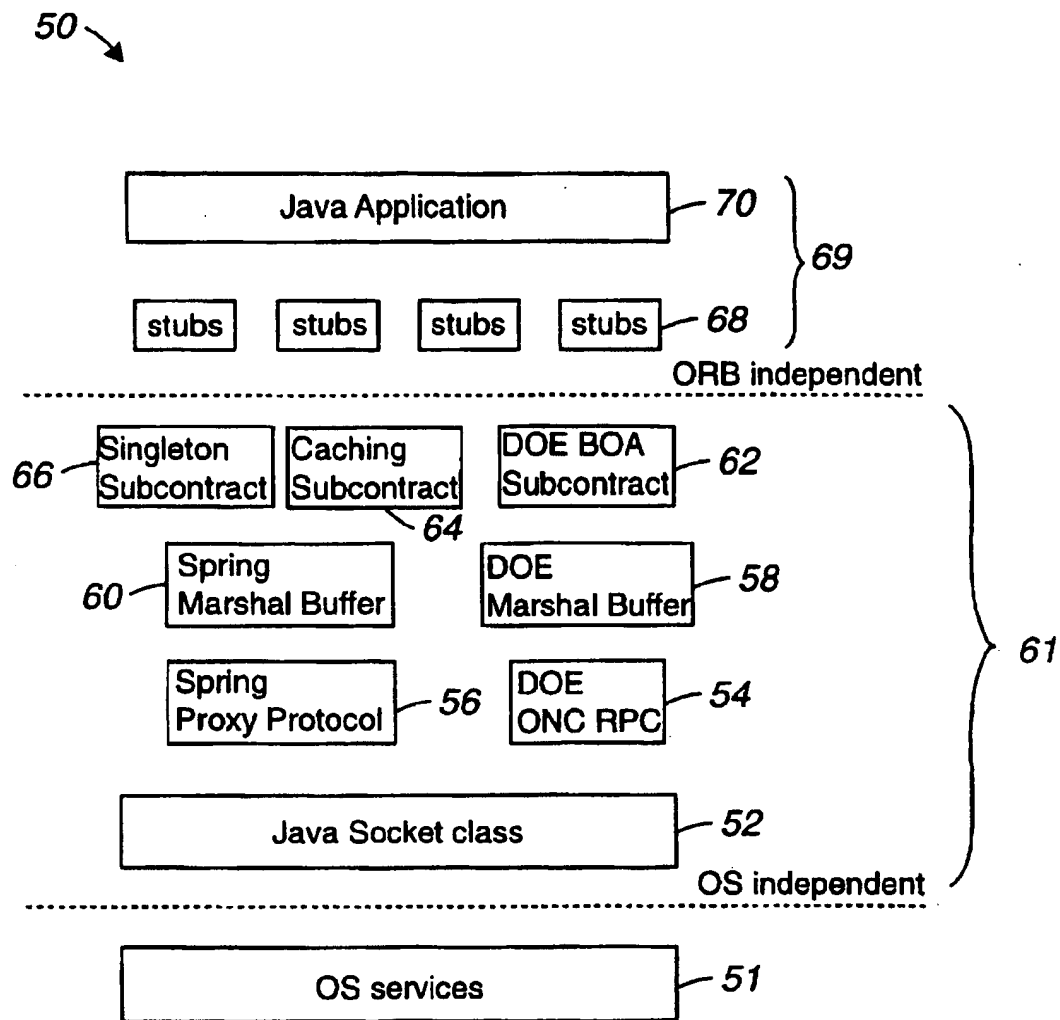 50
Java Application 70
69
stubs stubs stubs stubs 68
ORB independent
66 Singleton
Subcontract
Caching
Subcontract
64
DOE BOA
Subcontract
62
60 Spring
Marshal Buffer
DOE
Marshal Buffer
58
61
Spring
Proxy Protocol
56
DOE
ONC RPC
54
Java Socket class 52
OS independent
OS services 51